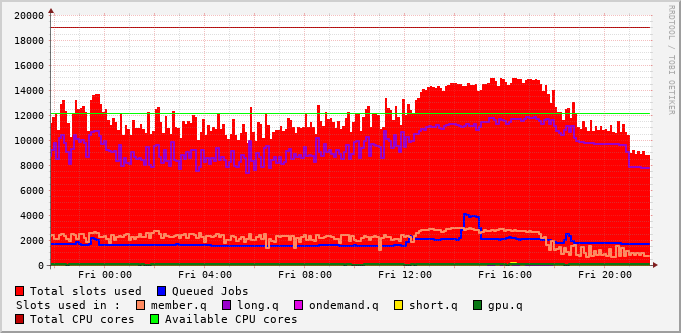 20000
18000
16000
14000
12000
10000
8000
6000
4000
2000
0
Fri 00:00 Fri 04:00 Fri 08:00 Fri 12:00 Fri 16:00 Fri 20:00
RRDTOOL / TOBI OETIKER
Total slots used Queued Jobs
Slots used in : member.q long.q ondemand.q short.q gpu.q
Total CPU cores Available CPU cores